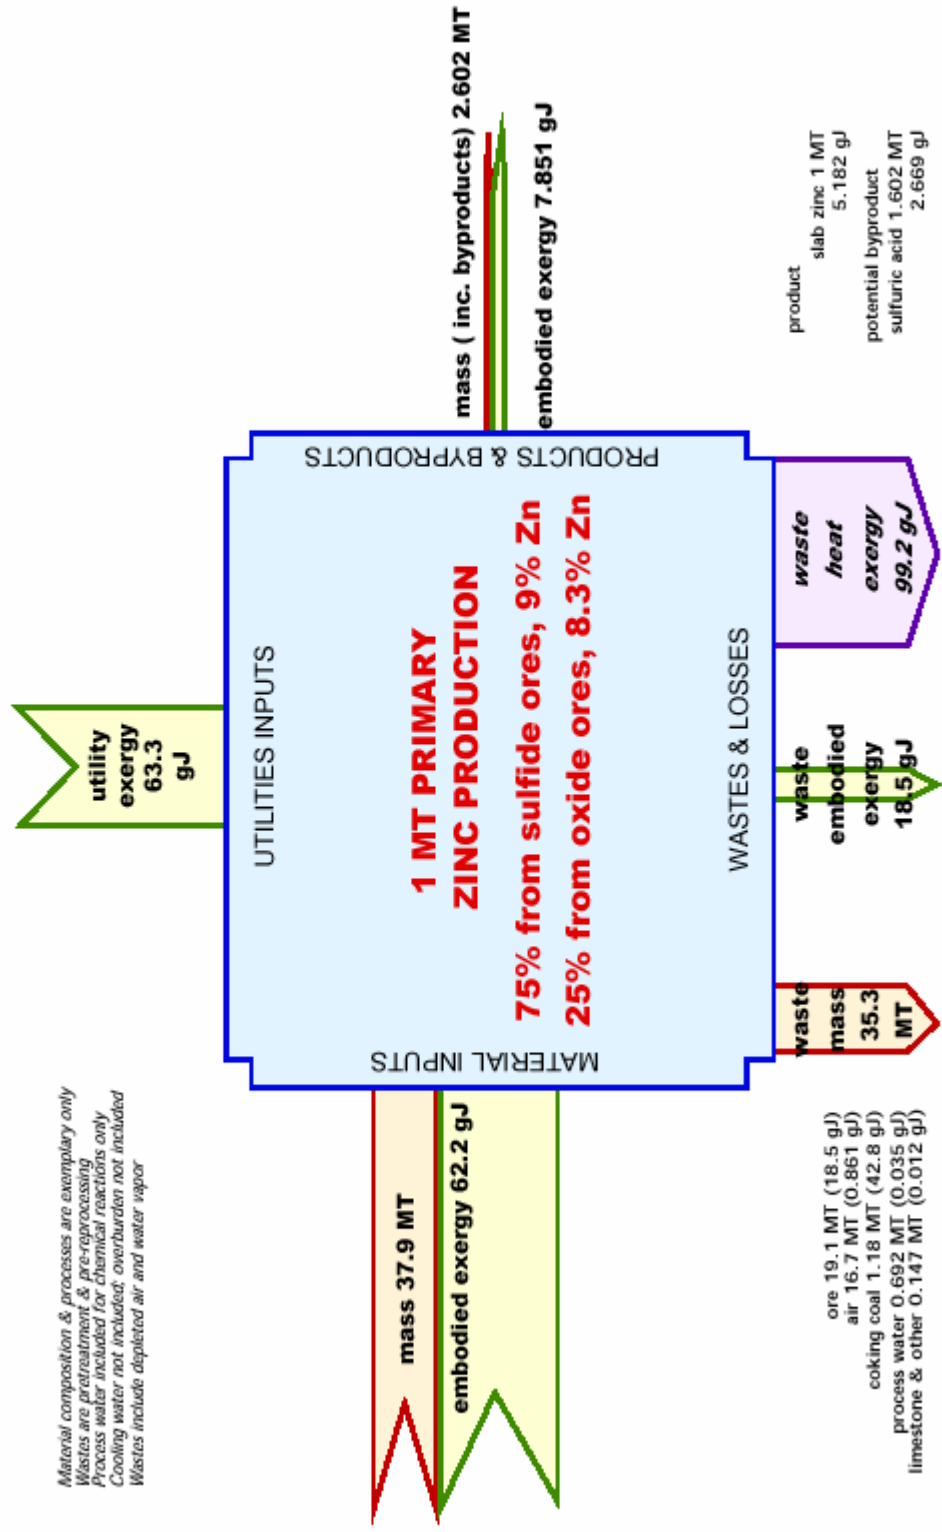 Material composition & processes are exemplary only
Wastes are pretreatment & pre-reprocessing
Process water included for chemical reactions only
Cooling water not included; overburden not included
Wastes include depleted air and water vapor
utility
exergy
63.3
gJ
UTILITIES INPUTS
mass 37.9 MT
embodied exergy 62.2 gJ
MATERIAL INPUTS
1 MT PRIMARY
ZINC PRODUCTION
75% from sulfide ores, 9% Zn
25% from oxide ores, 8.3% Zn
PRODUCTS & BYPRODUCTS
mass ( inc. byproducts) 2.602 MT
embodied exergy 7.851 gJ
WASTES & LOSSES
waste
mass
35.3
MT
waste
embodied
exergy
18.5 gJ
waste
heat
exergy
99.2 gJ
ore 19.1 MT (18.5 gJ)
air 16.7 MT (0.861 gJ)
coking coal 1.18 MT (42.8 gJ)
process water 0.692 MT (0.035 gJ)
limestone & other 0.147 MT (0.012 gJ)
product
slab zinc 1 MT
5.182 gJ
potential byproduct
sulfuric acid 1.602 MT
2.669 gJ